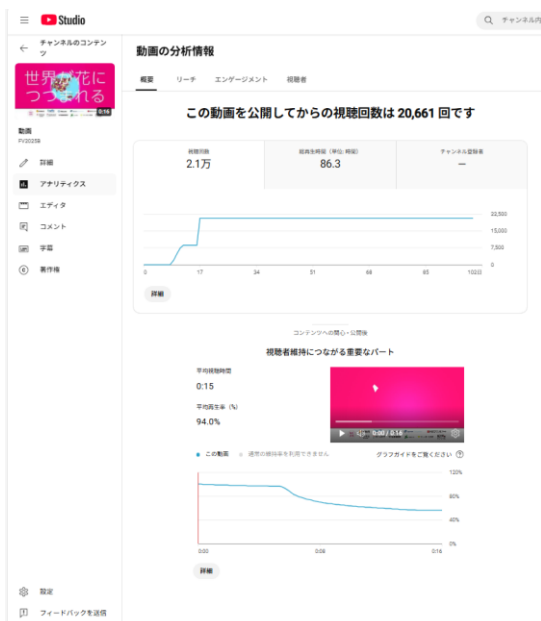 Studio
チャンネル内
チャンネルのコンテン
ツ
世界が花に
つつまれる
0:16
動画
FV2025B
詳細
アナリティクス
エディタ
コメント
字幕
著作権
設定
フィードバックを送信
動画の分析情報
概要 リーチ エンゲージメント 視聴者
この動画を公開してからの視聴回数は 20,661 回です
視聴回数
2.1万
総再生時間 (単位: 時間)
86.3
チャンネル登録者
—
22,500
15,000
7,500
0
0 17 34 51 68 85
詳細
コンテンツへの関心・公開後
視聴者維持につながる重要なパート
平均視聴時間
0:15
平均再生率 (%)
94.0%
0:00 / 0:16
この動画 通常の維持率を利用できません グラフガイドをご覧ください
120%
80%
40%
0%
0:00 0:08 0:16
詳細